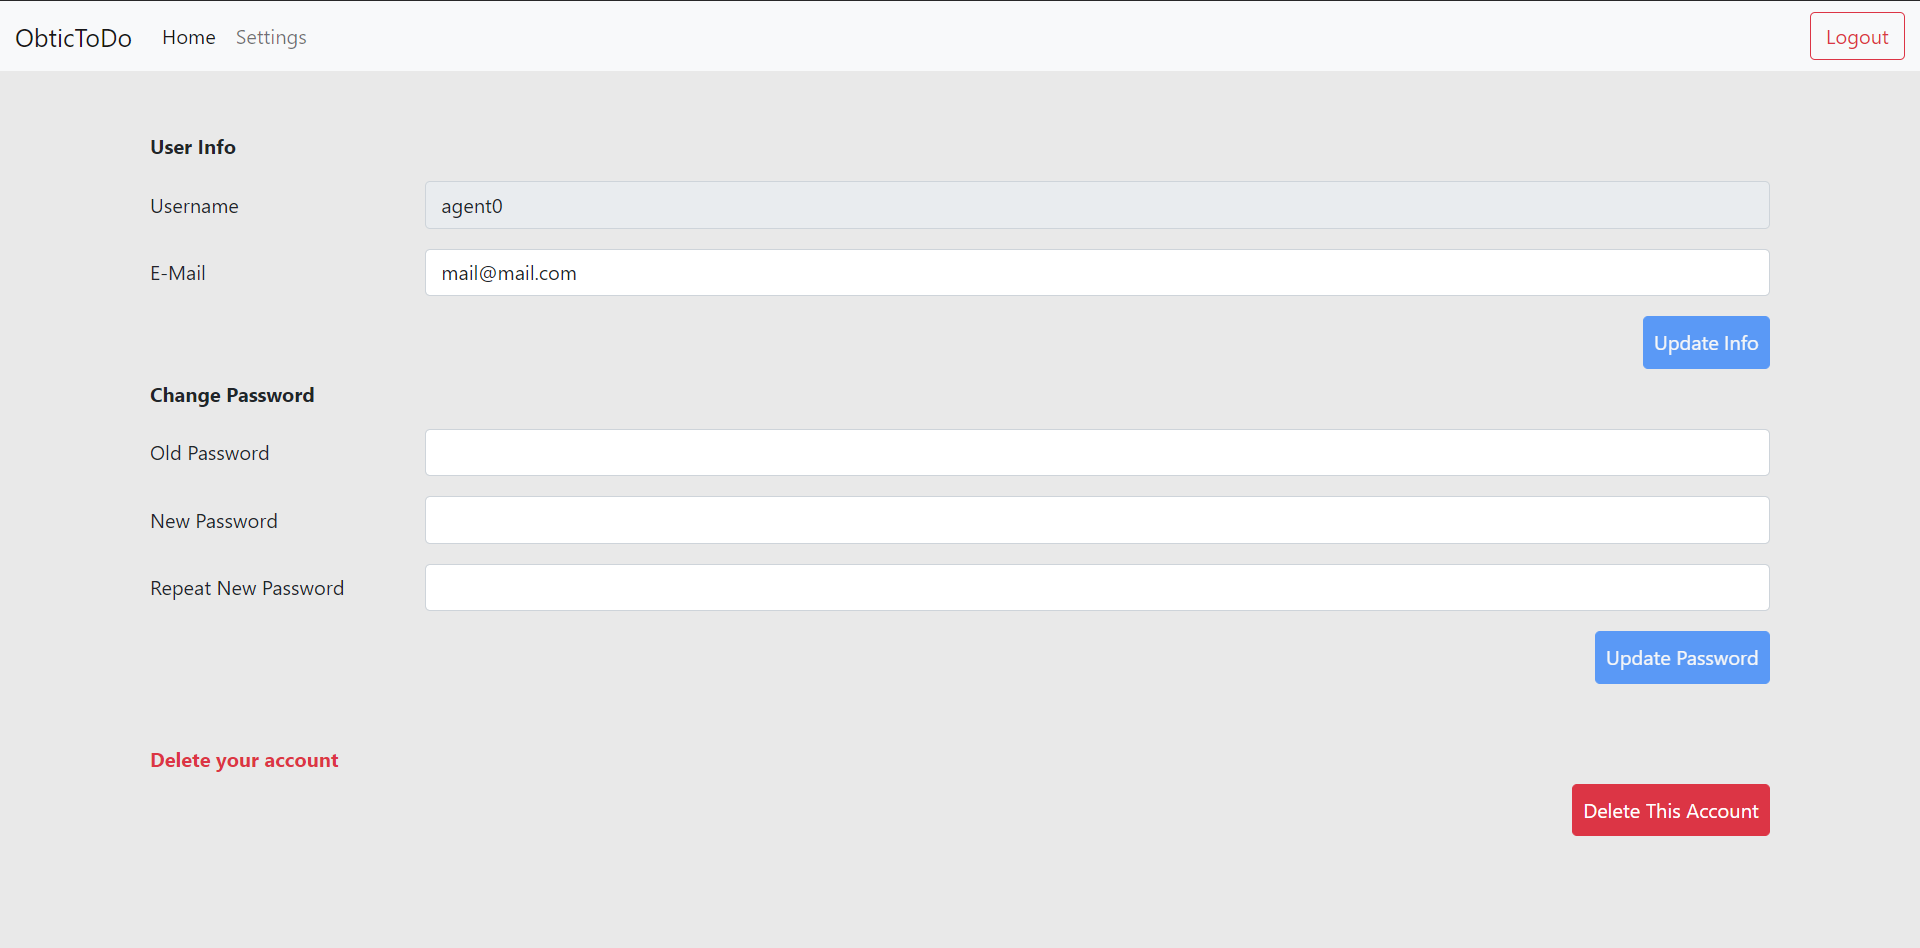 ObticToDo Home Settings Logout
User Info
Username agent0
E-Mail mail@mail.com
Update Info
Change Password
Old Password
New Password
Repeat New Password
Update Password
Delete your account
Delete This Account